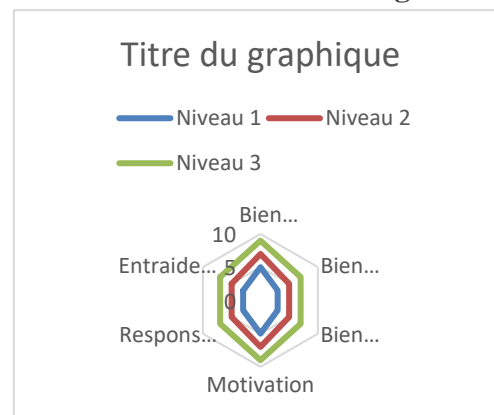 Titre du graphique
Niveau 1 Niveau 2
Niveau 3
Bien...
10
Entraide...
5
Bien...
0
Respons...
Bien...
Motivation